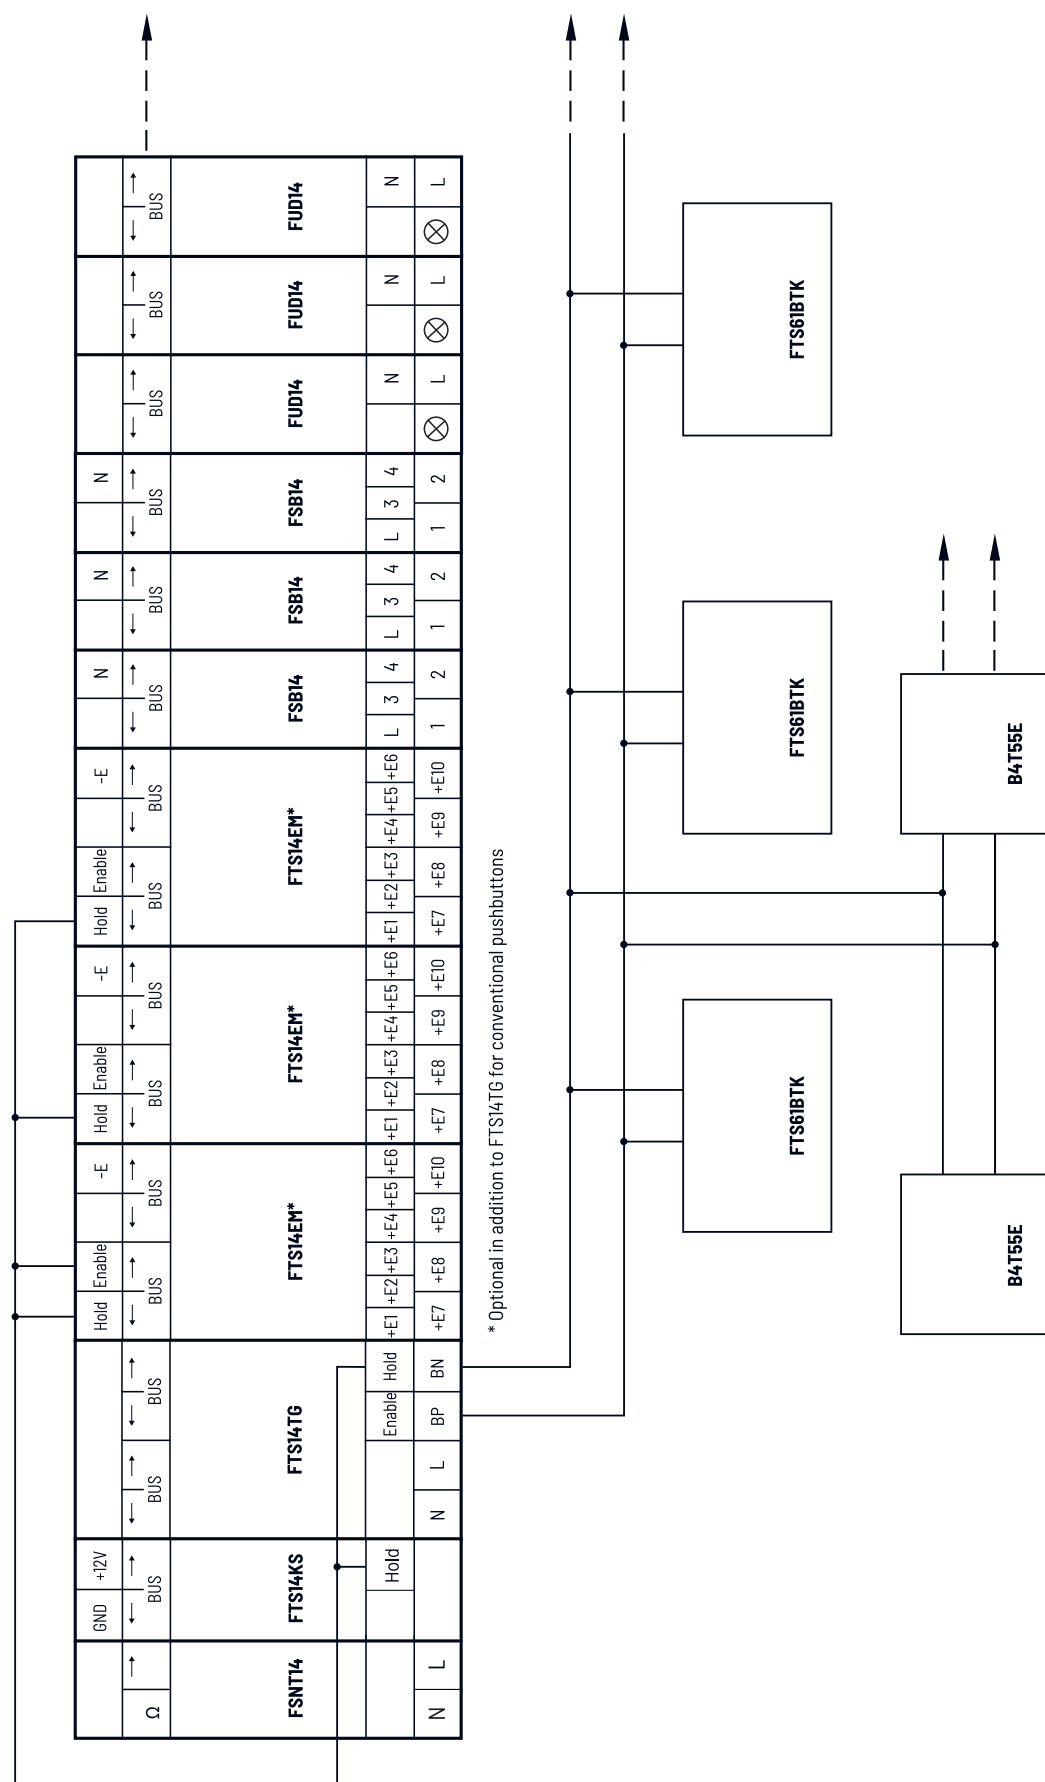 GND +12V Hold Enable -E Hold Enable -E Hold Enable -E N N N
Ω BUS BUS BUS BUS BUS BUS BUS BUS BUS BUS BUS BUS BUS BUS BUS
FSNT14 FTS14KS FTS14TG FTS14EM* FTS14EM* FTS14EM* FSB14 FSB14 FSB14 FUD14 FUD14 FUD14
Hold Enable Hold +E1 +E2 +E3 +E4 +E5 +E6 +E1 +E2 +E3 +E4 +E5 +E6 +E1 +E2 +E3 +E4 +E5 +E6 L 3 4 L 3 4 L 3 4 N N N
N L N L BP BN +E7 +E8 +E9 +E10 +E7 +E8 +E9 +E10 +E7 +E8 +E9 +E10 1 2 1 2 1 2 L L L
* Optional in addition to FTS14TG for conventional pushbuttons
FTS61BTK FTS61BTK FTS61BTK
B4T55E B4T55E